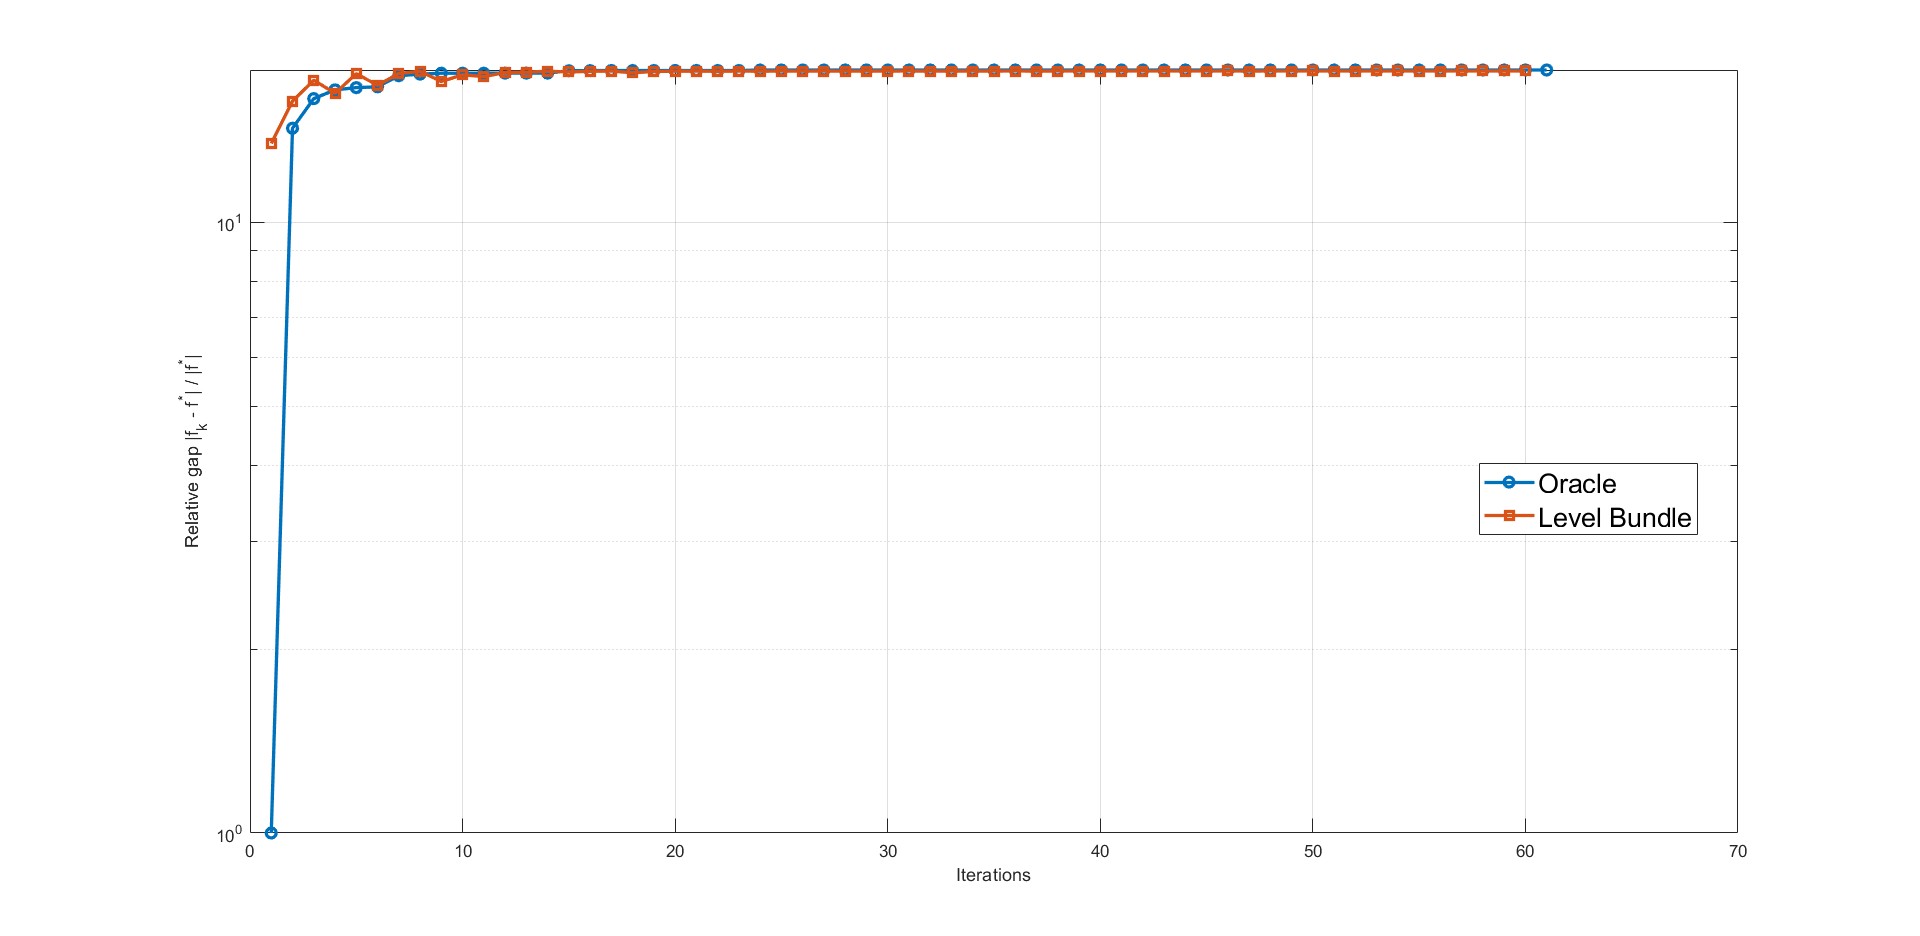 10^1
10^0
Relative gap |f_k - f^*| / |f^*|
0 10 20 30 40 50 60 70
Iterations
Oracle
Level Bundle